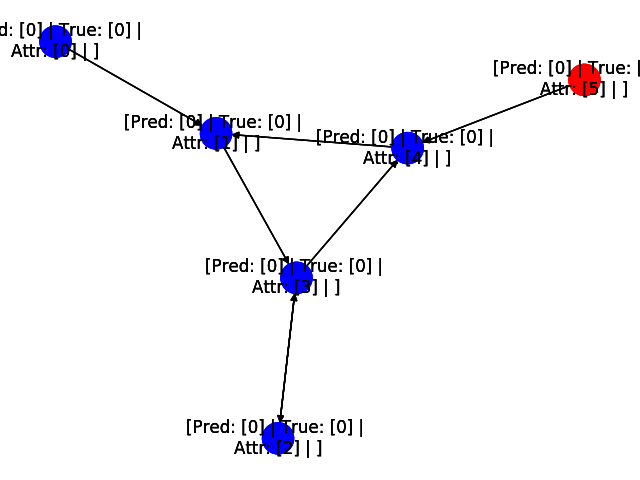 d: [0] | True: [0] |
Attr: [0] | ]
[Pred: [0] | True: |
Attr: [5] | ]
[Pred: [0] | True: [0] |
Attr: [1] | ]
[Pred: [0] | True: [0] |
Attr: [4] | ]
[Pred: [0] | True: [0] |
Attr: [3] | ]
[Pred: [0] | True: [0] |
Attr: [2] | ]